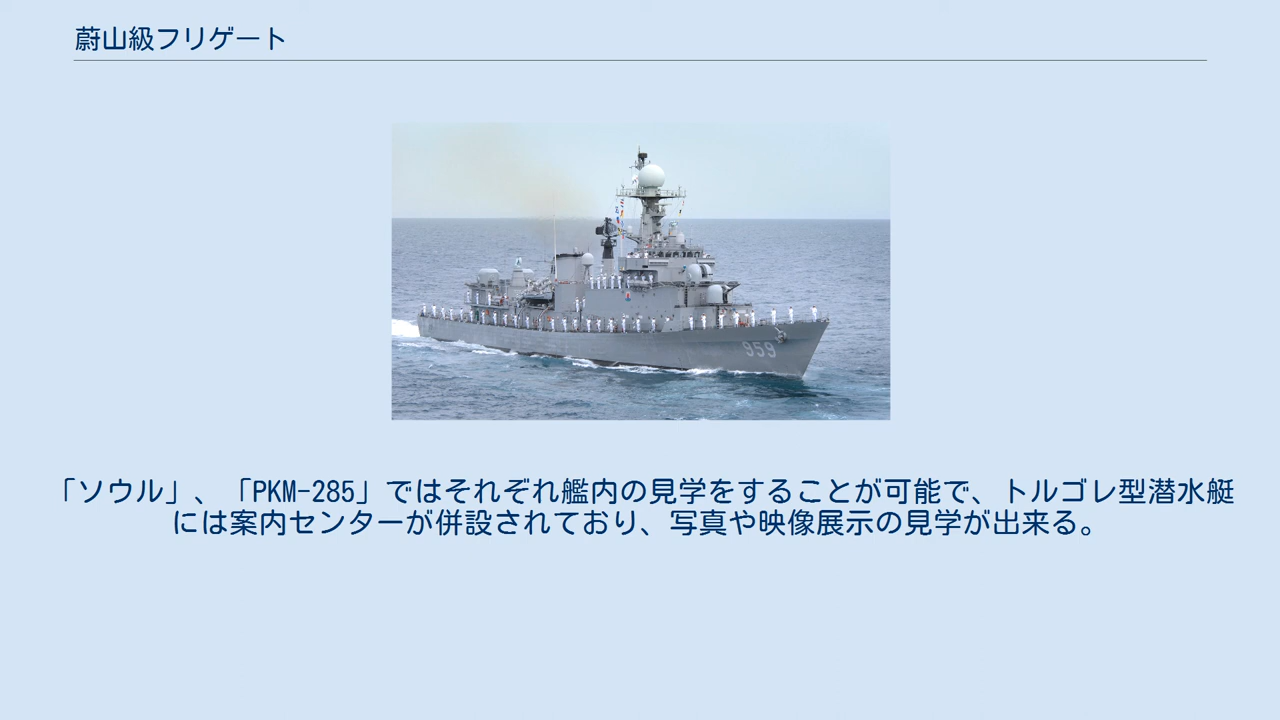 蔚山級フリゲート
959
「ソウル」、「PKM-285」ではそれぞれ艦内の見学をすることが可能で、トルゴレ型潜水艇
には案内センターが併設されており、写真や映像展示の見学が出来る。